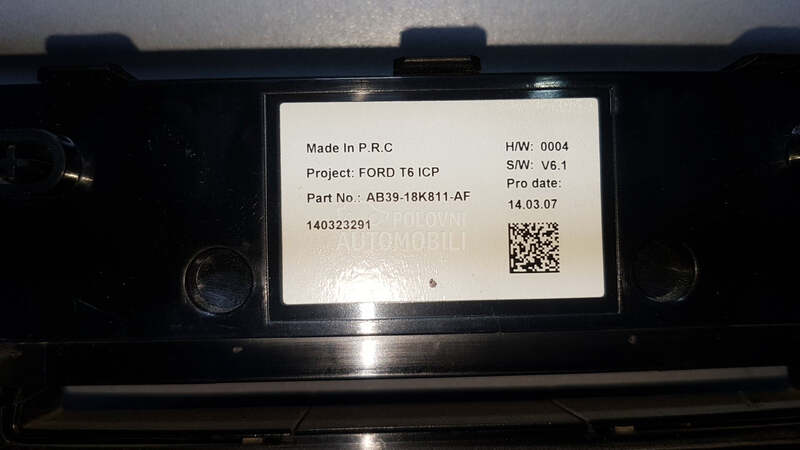 Made In P.R.C
Project: FORD T6 ICP
Part No.: AB39-18K811-AF
140323291
H/W: 0004
S/W: V6.1
Pro date:
14.03.07
POLOVNI
AUTOMOBILI